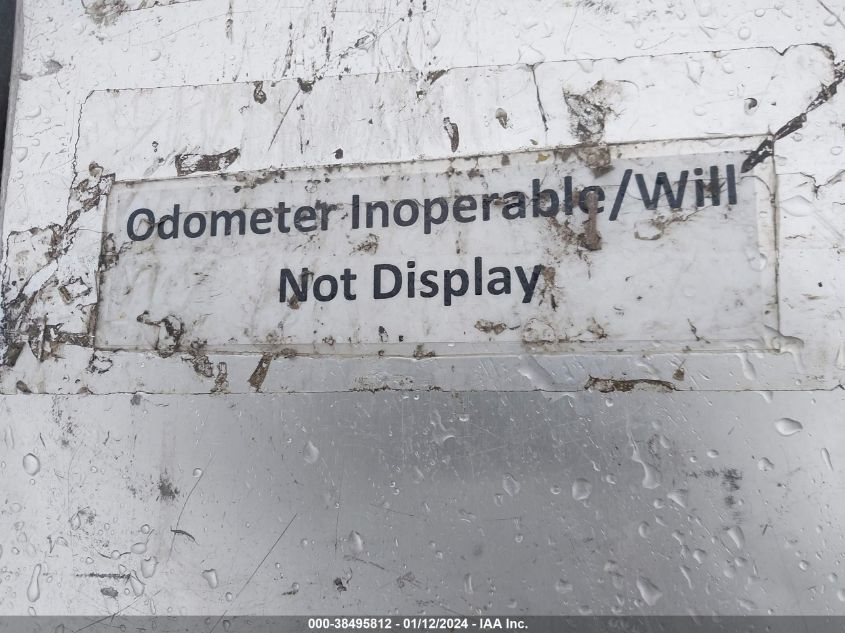 Odometer Inoperable/Will
Not Display
000-38495812 - 01/12/2024 - IAA Inc.